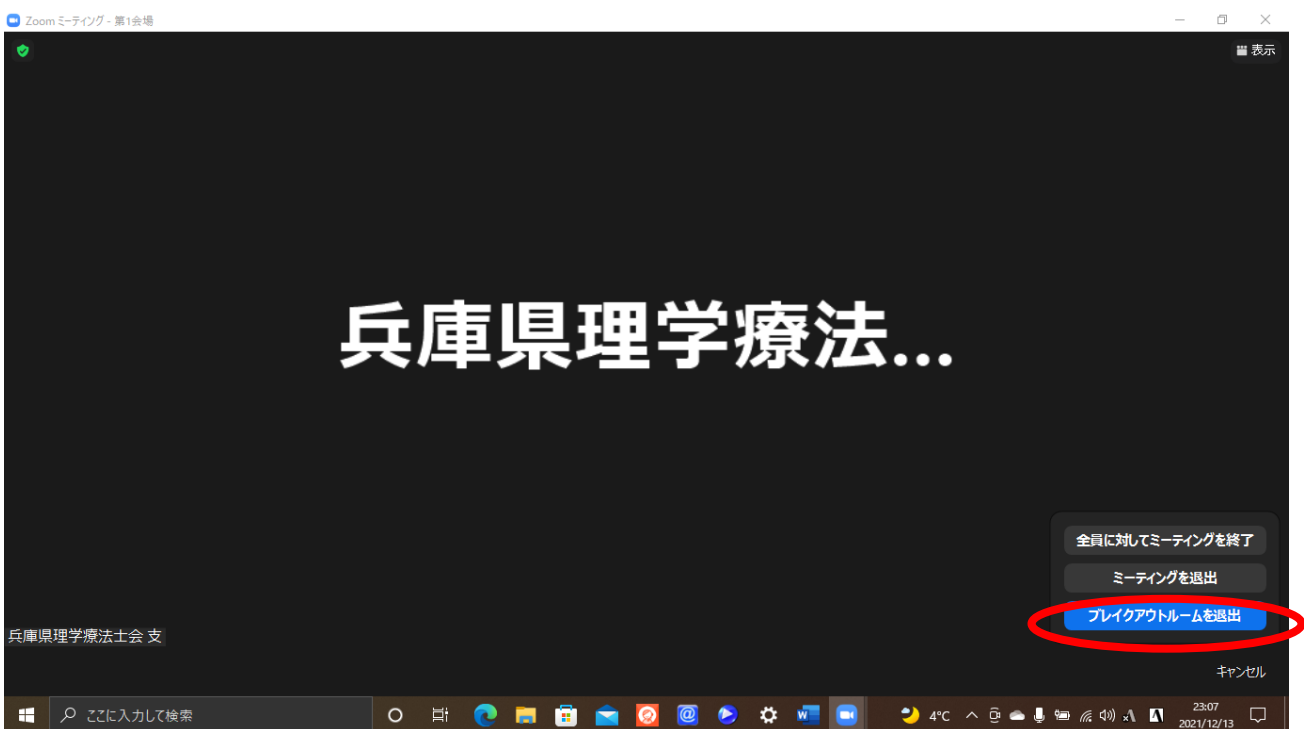 Zoom ミーティング - 第1会場
表示
兵庫県理学療法...
全員に対してミーティングを終了
ミーティングを退出
ブレイクアウトルームを退出
兵庫県理学療法士会 支
キャンセル
ここに入力して検索
4°C
23:07
2021/12/13